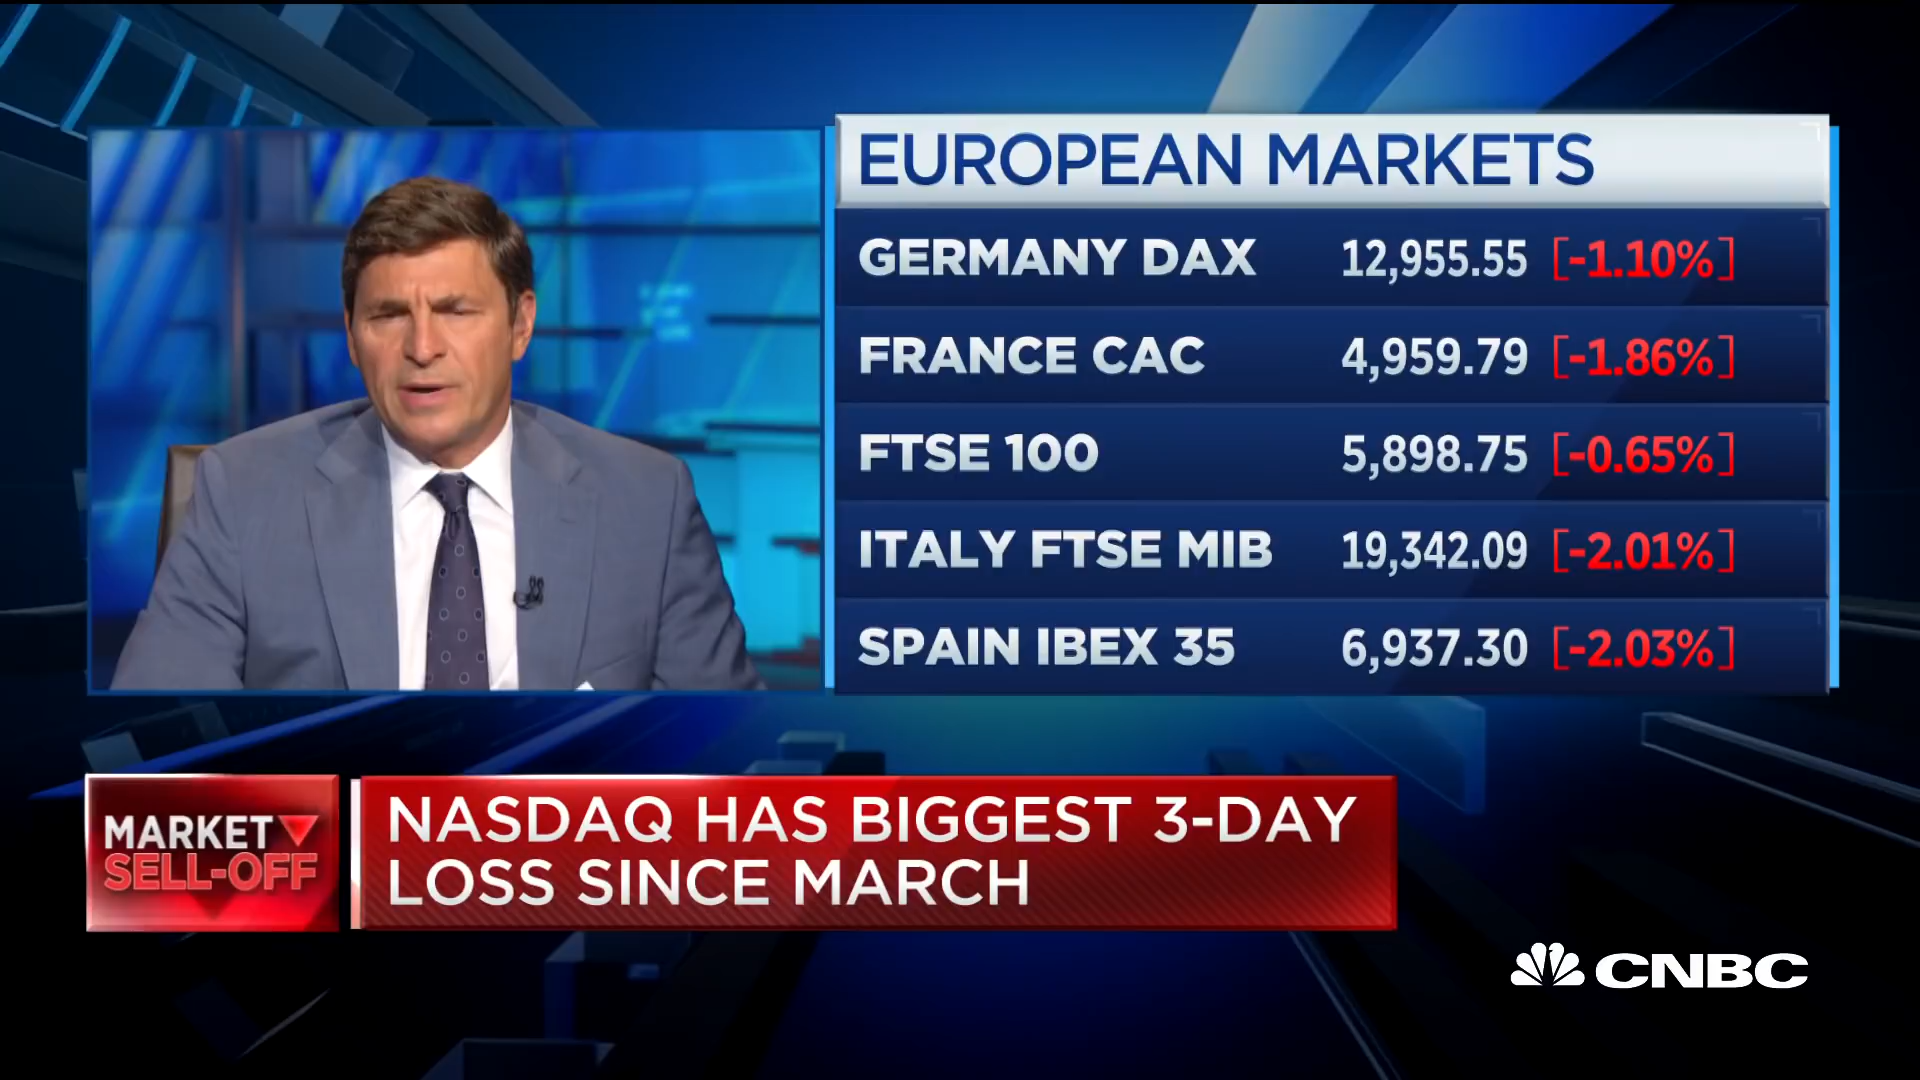 EUROPEAN MARKETS
GERMANY DAX 12,955.55 [-1.10%]
FRANCE CAC 4,959.79 [-1.86%]
FTSE 100 5,898.75 [-0.65%]
ITALY FTSE MIB 19,342.09 [-2.01%]
SPAIN IBEX 35 6,937.30 [-2.03%]
MARKET
SELL-OFF
NASDAQ HAS BIGGEST 3-DAY
LOSS SINCE MARCH
CNBC